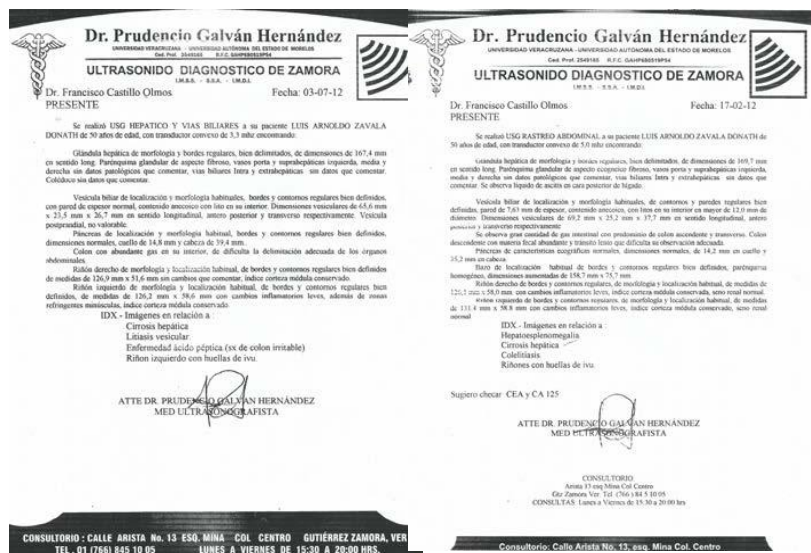 Dr. Prudencio Galván Hernández
UNIVERSIDAD VERACRUZANA - UNIVERSIDAD AUTÓNOMA DEL ESTADO DE MORELOS
Ced. Prof. 2549165 R.F.C. GAHP680519P54
ULTRASONIDO DIAGNOSTICO DE ZAMORA
I.M.S.S. - S.S.A. - I.M.D.I.
Dr. Francisco Castillo Olmos Fecha: 03-07-12
PRESENTE
Se realizó USG HEPATICO Y VIAS BILIARES a su paciente LUIS ARNOLDO ZAVALA
DONATH de 50 años de edad, con transductor convexo de 3,5 mhz encontrando:
Glándula hepática de morfología y bordes regulares, bien delimitados, de dimensiones de 167,4 mm
en sentido long. Parénquima glandular de aspecto fibroso, vasos porta y suprahepáticas izquierda, media y
derecha sin datos patológicos que comentar, vias biliares Intra y extrahepáticas sin datos que comentar.
Colédoco sin datos que comentar.
Vesícula biliar de localización y morfología habituales, bordes y contornos regulares bien definidos,
con pared de espesor normal, contenido anecoico con lito en su interior. Dimensiones vesiculares de 65,6 mm
x 23,5 mm x 26,7 mm en sentido longitudinal, antero posterior y transverso respectivamente. Vesícula
postprandial, no valorable.
Páncreas de localización y morfología habitual, bordes y contornos regulares bien definidos,
dimensiones normales, cuello de 14,8 mm y cabeza de 39,4 mm.
Colon con abundante gas en su interior, de dificulta la delimitación adecuada de los órganos
abdominales.
Riñón derecho de morfología y localización habitual, de bordes y contornos regulares bien definidos
de medidas de 126,9 mm x 51,6 mm sin cambios que comentar, índice corteza médula conservado.
Riñón izquierdo de morfología y localización habitual, de bordes y contornos regulares bien
definidos, de medidas de 126,2 mm x 58,6 mm con cambios inflamatorios leves, además de zonas
refringentes minúsculas, índice corteza médula conservado.
IDX - Imágenes en relación a
Cirrosis hepática
Litiasis vesicular
Enfermedad ácido péptica (sx de colon irritable)
Riñon izquierdo con huellas de ivu.
ATTE DR. PRUDENCIO GALVAN HERNÁNDEZ
MED ULTRASONOGRAFISTA
CONSULTORIO : CALLE ARISTA No. 13 ESQ. MINA COL CENTRO GUTIÉRREZ ZAMORA, VER
TEL . 01 (766) 845 10 05 LUNES A VIERNES DE 15:30 A 20:00 HRS.
Dr. Prudencio Galván Hernández
UNIVERSIDAD VERACRUZANA - UNIVERSIDAD AUTONOMA DEL ESTADO DE MORELOS
Ced. Prof. 2549165 R.F.C. GAHP680519P54
ULTRASONIDO DIAGNOSTICO DE ZAMORA
I.M.S.S. - S.S.A. - I.M.D.I.
Dr. Francisco Castillo Olmos Fecha: 17-02-12
PRESENTE
Se realizó USG RASTREO ABDOMINAL, a su paciente LUIS ARNOLDO ZAVALA DONATH de
50 años de edad, con transductor convexo de 5,0 mhz encontrando:
Glándula hepática de morfología y bordes regulares, bien delimitados, de dimensiones de 169,7 mm
en sentido long. Parénquima glandular de aspecto ecogénico fibroso, vasos porta y suprahepáticas izquierda,
media y derecha sin datos patológicos que comentar, vias biliares Intra y extrahepáticas sin datos que
comentar. Se observa líquido de ascitis en cara posterior de hígado.
Vesícula biliar de localización y morfología habituales, de contornos y paredes regulares bien
definidas, pared de 7,63 mm de espesor, contenido anecoico, con lito en su interior en mayor de 12,0 mm de
diámetro. Dimensiones vesiculares de 69,2 mm x 25,2 mm x 37,7 mm en sentido longitudinal, antero
posterior y transverso respectivamente
Se observa gran cantidad de gas intestinal con predominio de colon ascendente y transverso. Colon
descendente con materia fecal abundante y tránsito lento que dificulta su observación adecuada.
Páncreas de características ecográficas normales, dimensiones normales, de 14,2 mm en cuello y
35,2 mm en cabeza.
Bazo de localización habitual de bordes y contornos regulares bien definidos, parénquima
homogéneo, dimensiones aumentadas de 158,7 mm x 75,7 mm.
Riñón derecho de bordes y contornos regulares, de morfología y localización habitual, de medidas de
x 58,0 mm. con cambios inflamatorios leves, índice corteza médula conservada, seno renal normal.
Riñón izquierdo de bordes y contornos regulares, de morfología y localización habitual, de medidas
de 133,4 mm x 58.8 mm con cambios inflamatorios leves, índice corteza médula conservado, seno renal
normal
IDX - Imágenes en relación a :
Hepatoesplenomegalia
Cirrosis hepática
Colelitiasis
Riñones con huellas de ivu.
Sugiero checar CEA y CA 125
ATTE DR. PRUDENCIO GALVAN HERNÁNDEZ
MED ULTRASONOGRAFISTA
CONSULTORIO
Arista 13 esq Mina Col Centro
Gtz Zamora Ver. Tel (766) 84 5 10 05
CONSULTAS Lunes a Viernes de 15:30 a 20:00 hrs
Consultorio: Calle Arista No. 13, esq. Mina Col. Centro